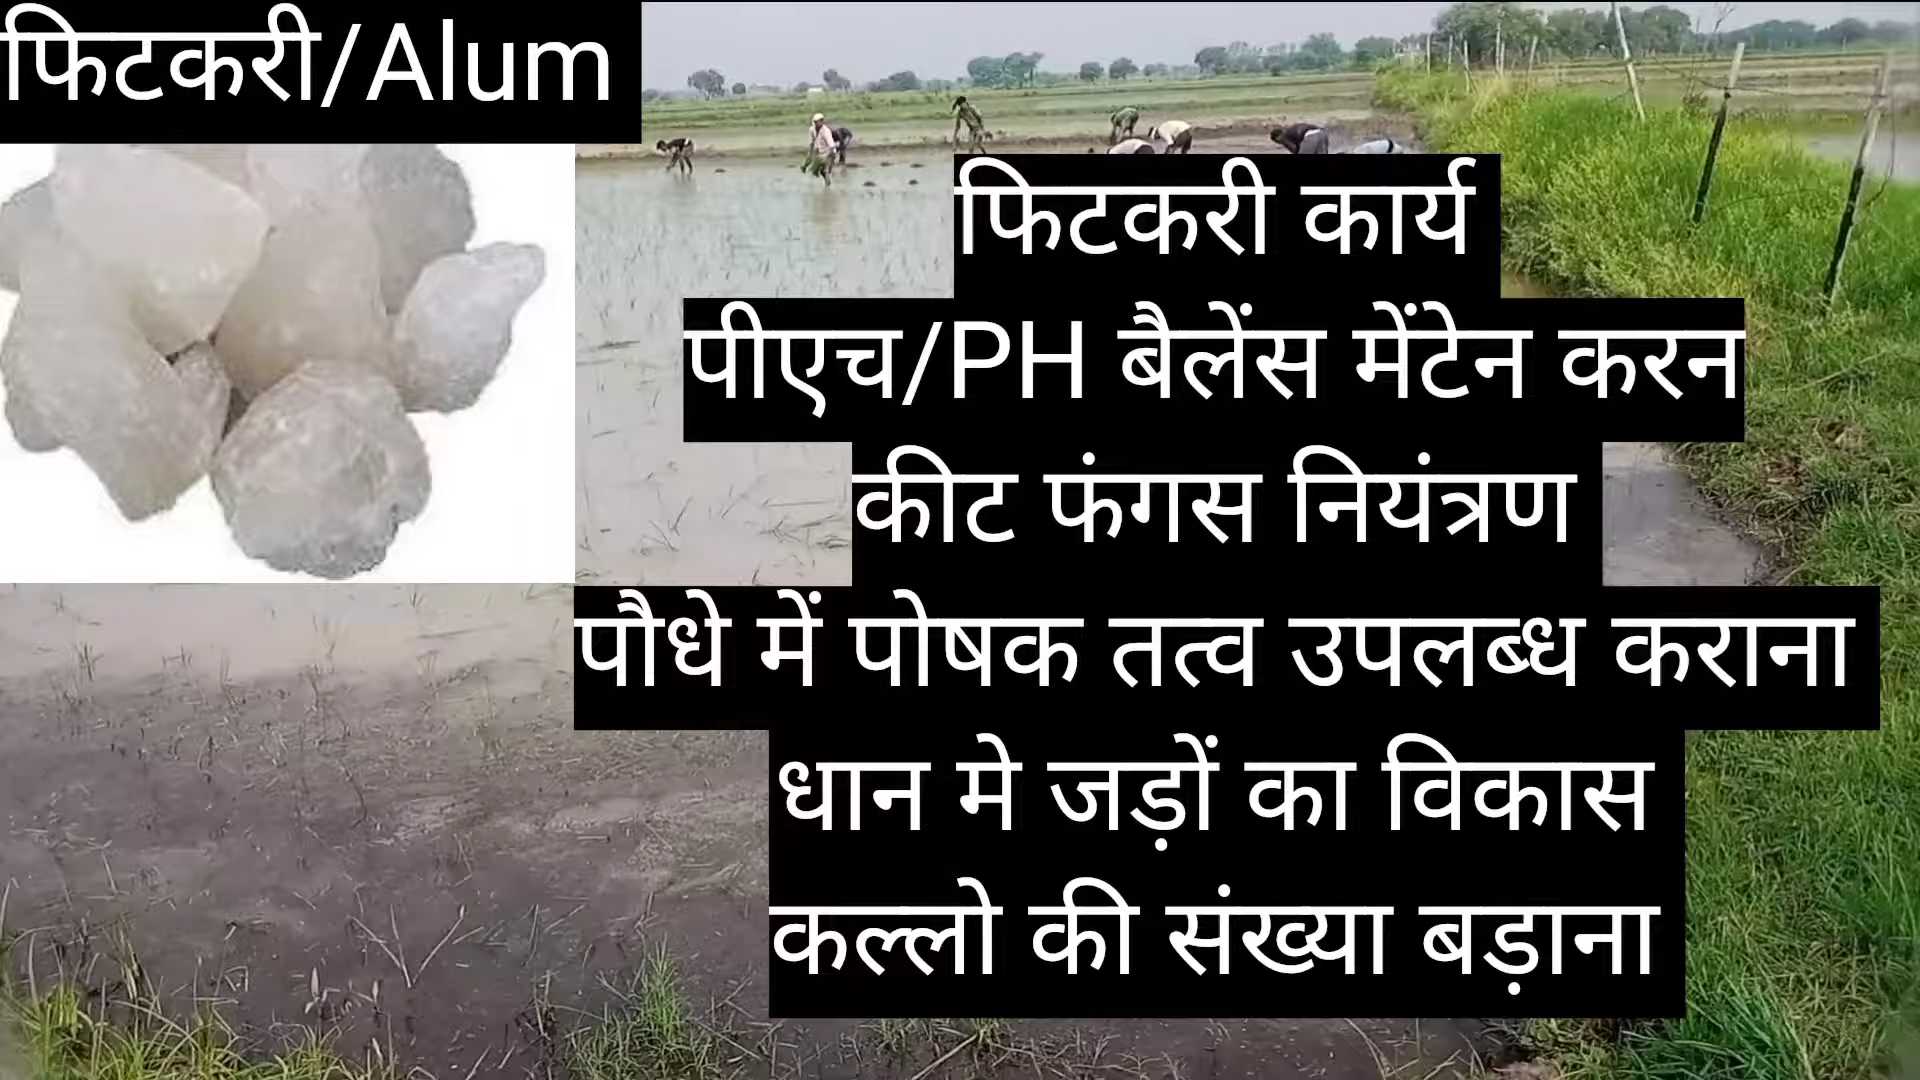 फिटकरी/Alum
फिटकरी कार्य
पीएच/PH बैलेंस मेंटेन करन
कीट फंगस नियंत्रण
पौधे में पोषक तत्व उपलब्ध कराना
धान मे जड़ों का विकास
कल्लो की संख्या बड़ाना